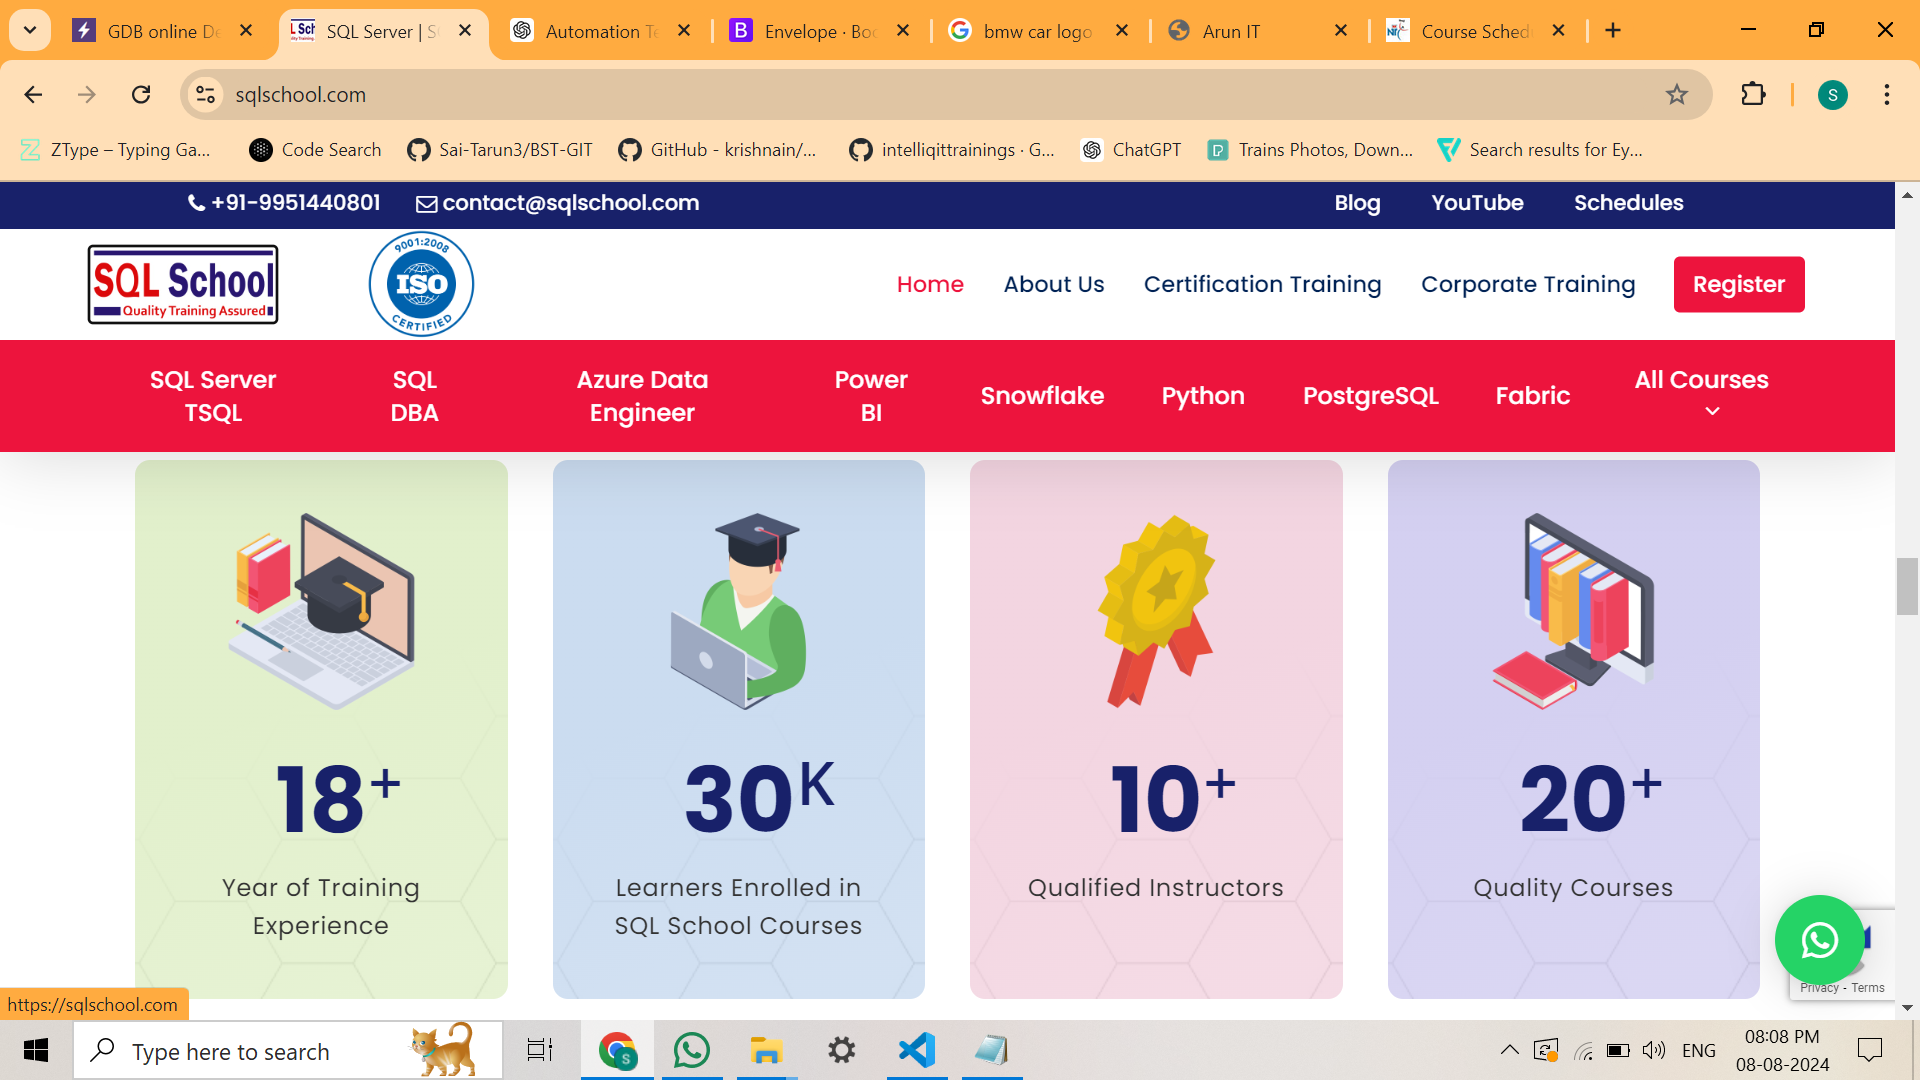 GDB online De
SQL Server | S
Automation Te
Envelope · Boo
bmw car logo
Arun IT
Course Sched
sqlschool.com
S
ZType – Typing Ga...
Code Search
Sai-Tarun3/BST-GIT
GitHub - krishnain/...
intelliqittrainings · G...
ChatGPT
Trains Photos, Down...
Search results for Ey...
+91-9951440801
contact@sqlschool.com
Blog
YouTube
Schedules
SQL School
Quality Training Assured
9001:2008
ISO
CERTIFIED
Home
About Us
Certification Training
Corporate Training
Register
SQL Server
TSQL
SQL
DBA
Azure Data
Engineer
Power
BI
Snowflake
Python
PostgreSQL
Fabric
All Courses
18+
Year of Training
Experience
30K
Learners Enrolled in
SQL School Courses
10+
Qualified Instructors
20+
Quality Courses
Privacy - Terms
https://sqlschool.com
Type here to search
S
ENG
08:08 PM
08-08-2024